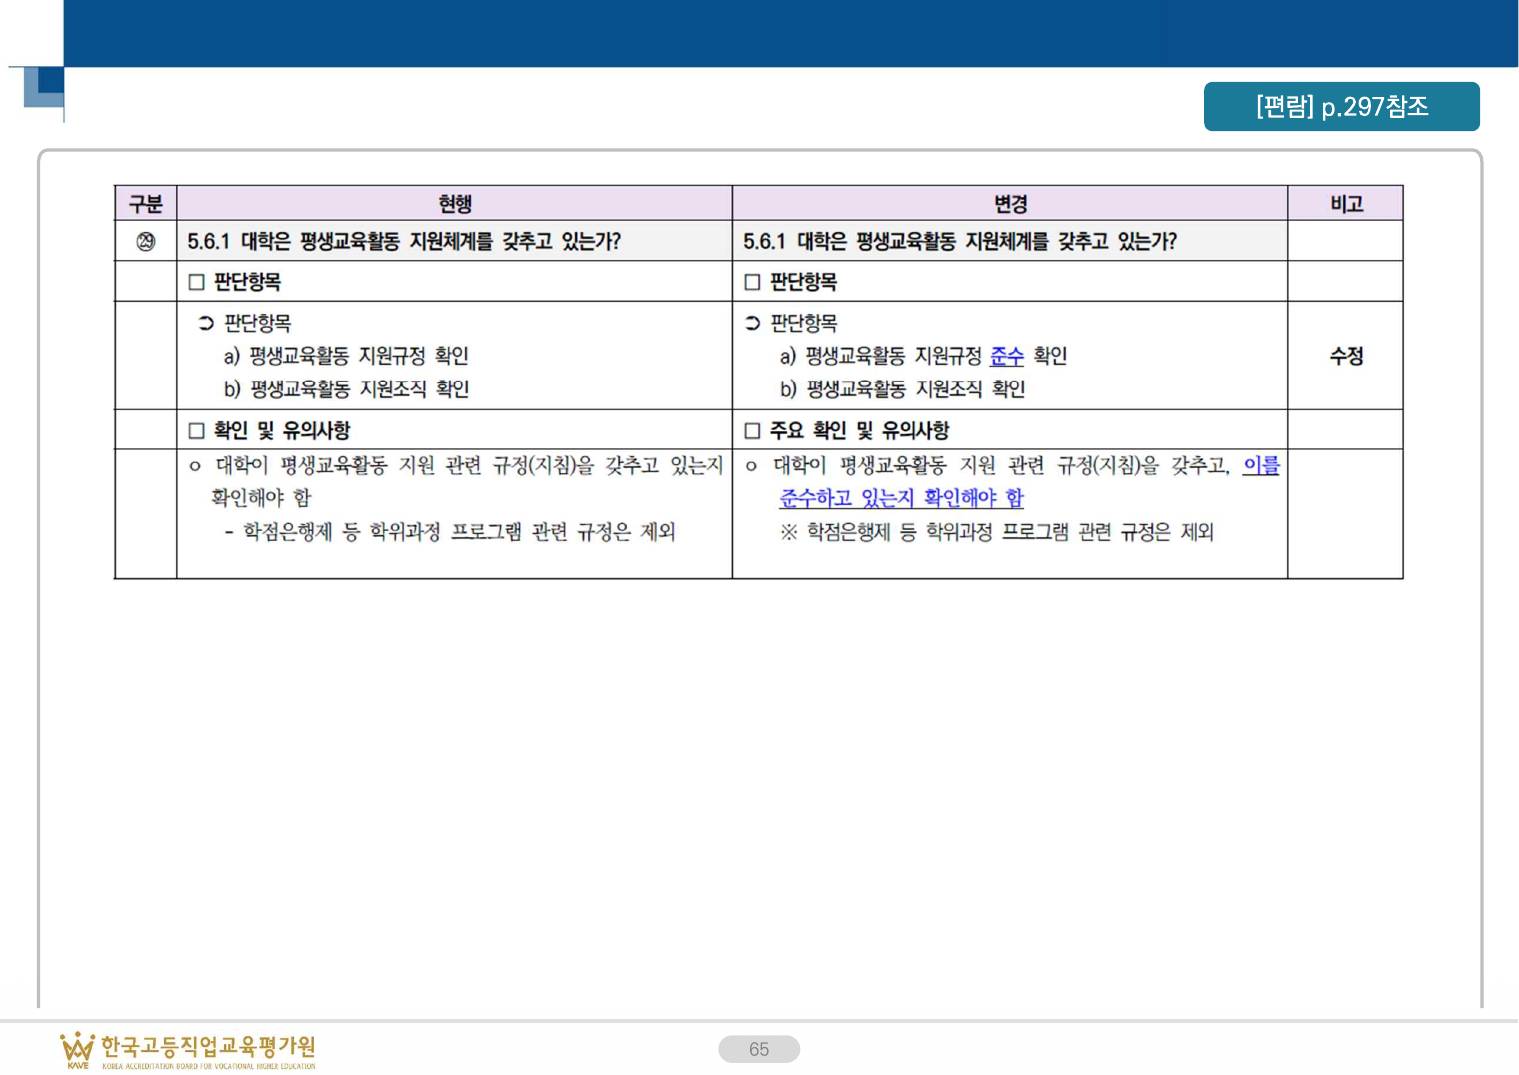 [편람] p.297참조
구분 현행 변경 비고
㉙ 5.6.1 대학은 평생교육활동 지원체계를 갖추고 있는가? 5.6.1 대학은 평생교육활동 지원체계를 갖추고 있는가?
□ 판단항목 □ 판단항목
➲ 판단항목
a) 평생교육활동 지원규정 확인
b) 평생교육활동 지원조직 확인
➲ 판단항목
a) 평생교육활동 지원규정 준수 확인
b) 평생교육활동 지원조직 확인
수정
□ 확인 및 유의사항 □ 주요 확인 및 유의사항
ㅇ 대학이 평생교육활동 지원 관련 규정(지침)을 갖추고 있는지
확인해야 함
- 학점은행제 등 학위과정 프로그램 관련 규정은 제외
ㅇ 대학이 평생교육활동 지원 관련 규정(지침)을 갖추고, 이를
준수하고 있는지 확인해야 함
※ 학점은행제 등 학위과정 프로그램 관련 규정은 제외
KAVE 한국고등직업교육평가원
KOREA ACCREDITATION BOARD FOR VOCATIONAL HIGHER EDUCATION
65